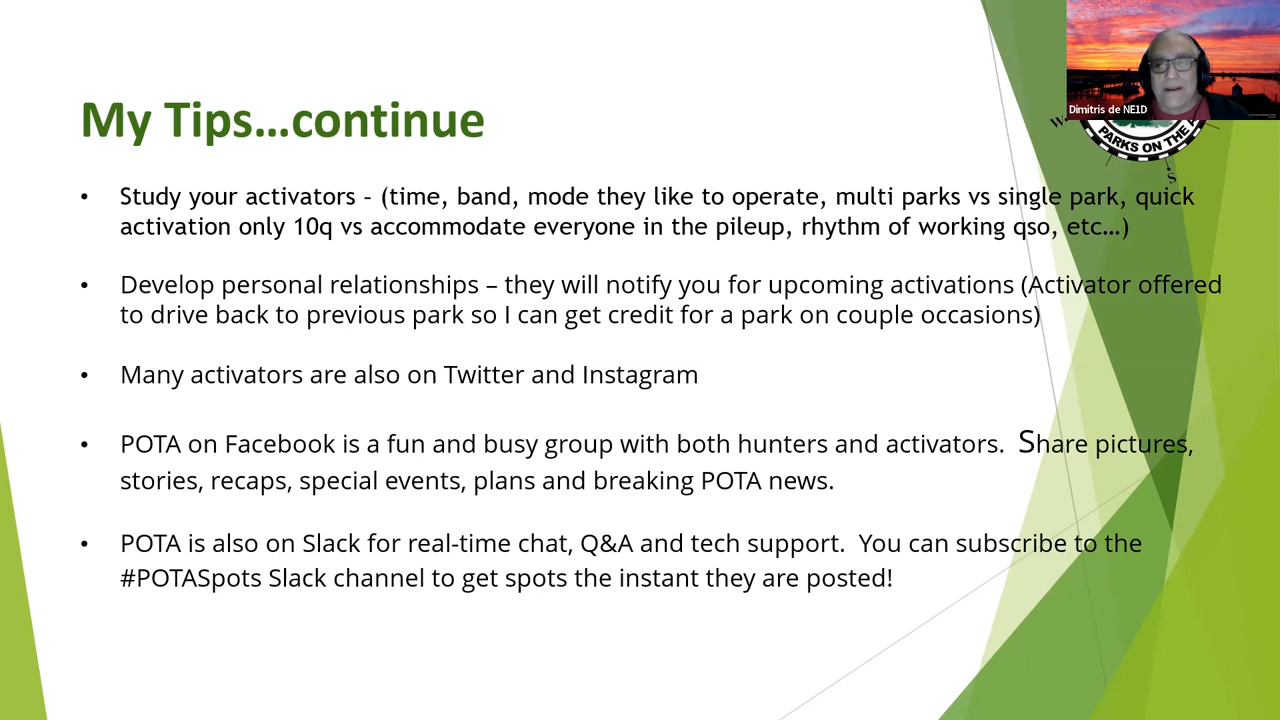 My Tips...continue
Dimitris de NE1D
W
PARKS ON THE
S
• Study your activators - (time, band, mode they like to operate, multi parks vs single park, quick
activation only 10q vs accommodate everyone in the pileup, rhythm of working qso, etc...)
• Develop personal relationships – they will notify you for upcoming activations (Activator offered
to drive back to previous park so I can get credit for a park on couple occasions)
• Many activators are also on Twitter and Instagram
• POTA on Facebook is a fun and busy group with both hunters and activators. Share pictures,
stories, recaps, special events, plans and breaking POTA news.
• POTA is also on Slack for real-time chat, Q&A and tech support. You can subscribe to the
#POTASpots Slack channel to get spots the instant they are posted!